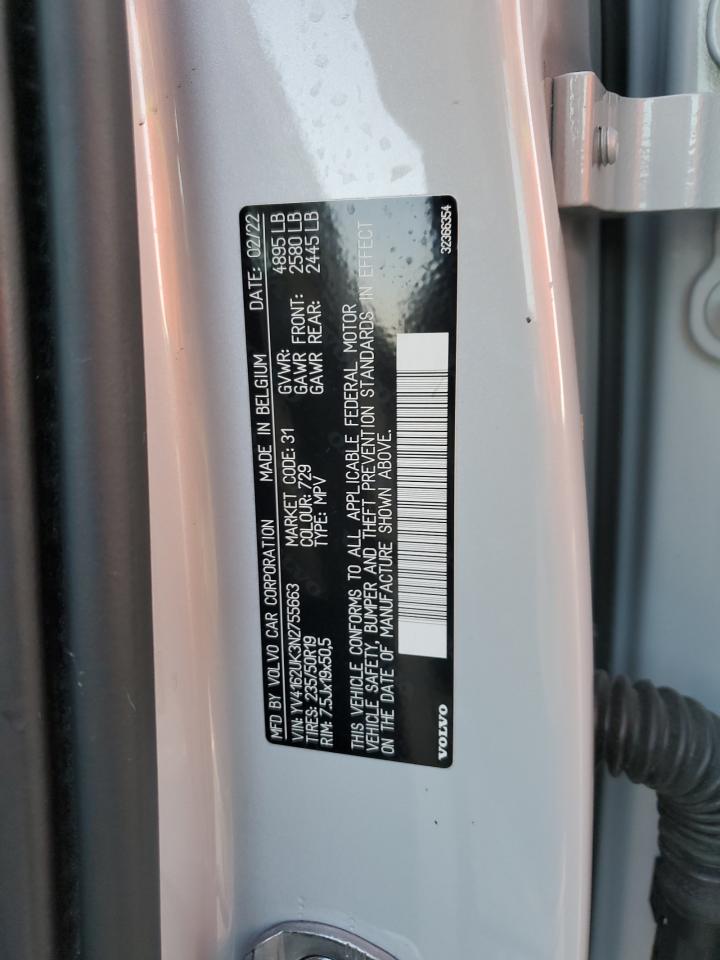 MFD BY VOLVO CAR CORPORATION MADE IN BELGIUM DATE: 02/22
VIN: YV4162UK3N2755663 MARKET CODE: 31 GVWR: 4895 LB
TIRES: 235/50R19 COLOUR: 729 GAWR FRONT: 2580 LB
RIM: 7.5Jx19x50,5 TYPE: MPV GAWR REAR: 2445 LB
THIS VEHICLE CONFORMS TO ALL APPLICABLE FEDERAL MOTOR
VEHICLE SAFETY, BUMPER AND THEFT PREVENTION STANDARDS IN EFFECT
ON THE DATE OF MANUFACTURE SHOWN ABOVE.
VOLVO 32366354